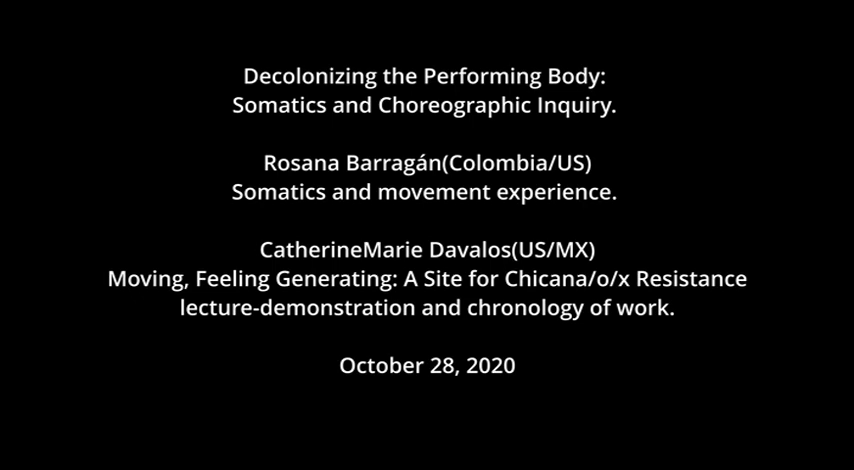 Decolonizing the Performing Body:
Somatics and Choreographic Inquiry.
Rosana Barragán(Colombia/US)
Somatics and movement experience.
CatherineMarie Davalos(US/MX)
Moving, Feeling Generating: A Site for Chicana/o/x Resistance
lecture-demonstration and chronology of work.
October 28, 2020